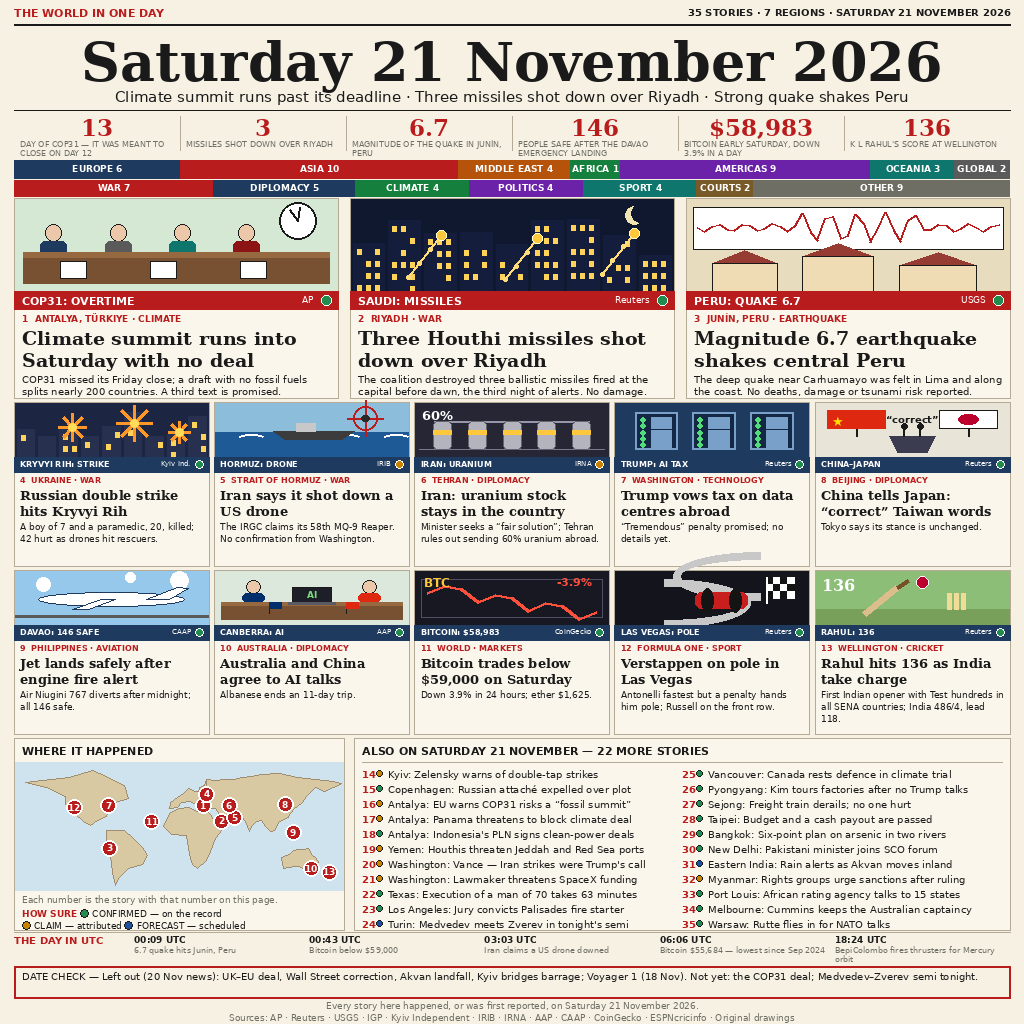 THE WORLD IN ONE DAY
35 STORIES · 7 REGIONS · SATURDAY 21 NOVEMBER 2026
Saturday 21 November 2026
Climate summit runs past its deadline · Three missiles shot down over Riyadh · Strong quake shakes Peru
13
DAY OF COP31 — IT WAS MEANT TO
CLOSE ON DAY 12
3
MISSILES SHOT DOWN OVER RIYADH
6.7
MAGNITUDE OF THE QUAKE IN JUNÍN,
PERU
146
PEOPLE SAFE AFTER THE DAVAO
EMERGENCY LANDING
$58,983
BITCOIN EARLY SATURDAY, DOWN
3.9% IN A DAY
136
K L RAHUL'S SCORE AT WELLINGTON
EUROPE 6
ASIA 10
MIDDLE EAST 4
AFRICA 1
AMERICAS 9
OCEANIA 3
GLOBAL 2
WAR 7
DIPLOMACY 5
CLIMATE 4
POLITICS 4
SPORT 4
COURTS 2
OTHER 9
COP31: OVERTIME
AP
1 ANTALYA, TÜRKIYE · CLIMATE
Climate summit runs into
Saturday with no deal
COP31 missed its Friday close; a draft with no fossil fuels
splits nearly 200 countries. A third text is promised.
SAUDI: MISSILES
Reuters
2 RIYADH · WAR
Three Houthi missiles shot
down over Riyadh
The coalition destroyed three ballistic missiles fired at the
capital before dawn, the third night of alerts. No damage.
PERU: QUAKE 6.7
USGS
3 JUNÍN, PERU · EARTHQUAKE
Magnitude 6.7 earthquake
shakes central Peru
The deep quake near Carhuamayo was felt in Lima and along
the coast. No deaths, damage or tsunami risk reported.
KRYVYI RIH: STRIKE
Kyiv Ind.
4 UKRAINE · WAR
Russian double strike
hits Kryvyi Rih
A boy of 7 and a paramedic, 20, killed;
42 hurt as drones hit rescuers.
HORMUZ: DRONE
IRIB
5 STRAIT OF HORMUZ · WAR
Iran says it shot down a
US drone
The IRGC claims its 58th MQ-9 Reaper.
No confirmation from Washington.
60%
IRAN: URANIUM
IRNA
6 TEHRAN · DIPLOMACY
Iran: uranium stock
stays in the country
Minister seeks a “fair solution”; Tehran
rules out sending 60% uranium abroad.
TRUMP: AI TAX
Reuters
7 WASHINGTON · TECHNOLOGY
Trump vows tax on data
centres abroad
“Tremendous” penalty promised; no
details yet.
“correct”
CHINA–JAPAN
Reuters
8 BEIJING · DIPLOMACY
China tells Japan:
“correct” Taiwan words
Tokyo says its stance is unchanged.
DAVAO: 146 SAFE
CAAP
9 PHILIPPINES · AVIATION
Jet lands safely after
engine fire alert
Air Niugini 767 diverts after midnight;
all 146 safe.
AI
CANBERRA: AI
AAP
10 AUSTRALIA · DIPLOMACY
Australia and China
agree to AI talks
Albanese ends an 11-day trip.
BTC
-3.9%
BITCOIN: $58,983
CoinGecko
11 WORLD · MARKETS
Bitcoin trades below
$59,000 on Saturday
Down 3.9% in 24 hours; ether $1,625.
LAS VEGAS: POLE
Reuters
12 FORMULA ONE · SPORT
Verstappen on pole in
Las Vegas
Antonelli fastest but a penalty hands
him pole; Russell on the front row.
136
RAHUL: 136
Reuters
13 WELLINGTON · CRICKET
Rahul hits 136 as India
take charge
First Indian opener with Test hundreds in
all SENA countries; India 486/4, lead
118.
WHERE IT HAPPENED
12
7
4
1
6
2
5
8
11
9
3
10
13
Each number is the story with that number on this page.
HOW SURE CONFIRMED — on the record
CLAIM — attributed FORECAST — scheduled
ALSO ON SATURDAY 21 NOVEMBER — 22 MORE STORIES
14 Kyiv: Zelensky warns of double-tap strikes
15 Copenhagen: Russian attaché expelled over plot
16 Antalya: EU warns COP31 risks a “fossil summit”
17 Antalya: Panama threatens to block climate deal
18 Antalya: Indonesia's PLN signs clean-power deals
19 Yemen: Houthis threaten Jeddah and Red Sea ports
20 Washington: Vance — Iran strikes were Trump's call
21 Washington: Lawmaker threatens SpaceX funding
22 Texas: Execution of a man of 70 takes 63 minutes
23 Los Angeles: Jury convicts Palisades fire starter
24 Turin: Medvedev meets Zverev in tonight's semi
25 Vancouver: Canada rests defence in climate trial
26 Pyongyang: Kim tours factories after no Trump talks
27 Sejong: Freight train derails; no one hurt
28 Taipei: Budget and a cash payout are passed
29 Bangkok: Six-point plan on arsenic in two rivers
30 New Delhi: Pakistani minister joins SCO forum
31 Eastern India: Rain alerts as Akvan moves inland
32 Myanmar: Rights groups urge sanctions after ruling
33 Port Louis: African rating agency talks to 15 states
34 Melbourne: Cummins keeps the Australian captaincy
35 Warsaw: Rutte flies in for NATO talks
THE DAY IN UTC
00:09 UTC
6.7 quake hits Junín, Peru
00:43 UTC
Bitcoin below $59,000
03:03 UTC
Iran claims a US drone downed
06:06 UTC
Bitcoin $55,684 — lowest since Sep 2024
18:24 UTC
BepiColombo fires thrusters for Mercury
orbit
DATE CHECK — Left out (20 Nov news): UK–EU deal, Wall Street correction, Akvan landfall, Kyiv bridges barrage; Voyager 1 (18 Nov). Not yet: the COP31 deal; Medvedev–Zverev semi tonight.
Every story here happened, or was first reported, on Saturday 21 November 2026.
Sources: AP · Reuters · USGS · IGP · Kyiv Independent · IRIB · IRNA · AAP · CAAP · CoinGecko · ESPNcricinfo · Original drawings